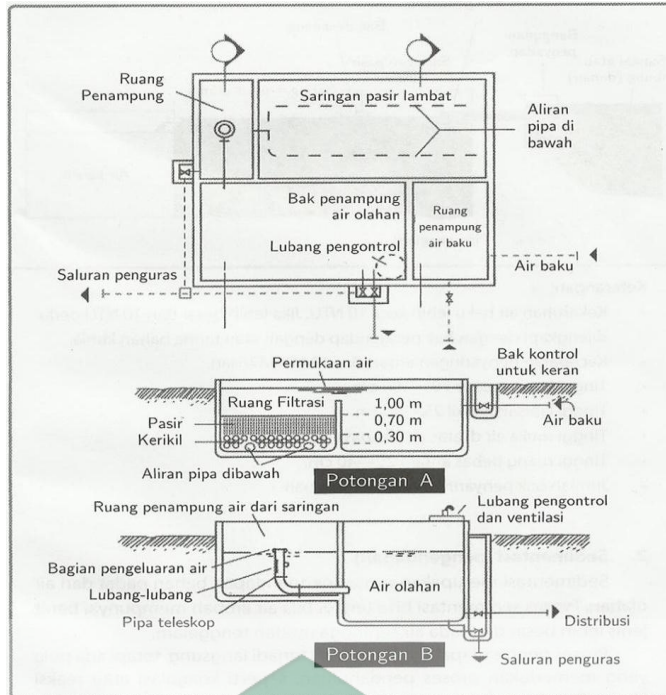 Ruang
Penampung
Saringan pasir lambat
Aliran
pipa di
bawah
Bak penampung
air olahan
Ruang
penampung
air baku
Lubang pengontrol
Saluran penguras
Air baku
Permukaan air
Bak kontrol
untuk keran
Ruang Filtrasi
1,00 m
Pasir
0,70 m
Kerikil
0,30 m
Air baku
Aliran pipa dibawah
Potongan A
Ruang penampung air dari saringan
Lubang pengontrol
dan ventilasi
Bagian pengeluaran air
Lubang-lubang
Air olahan
Pipa teleskop
Distribusi
Potongan B
Saluran penguras